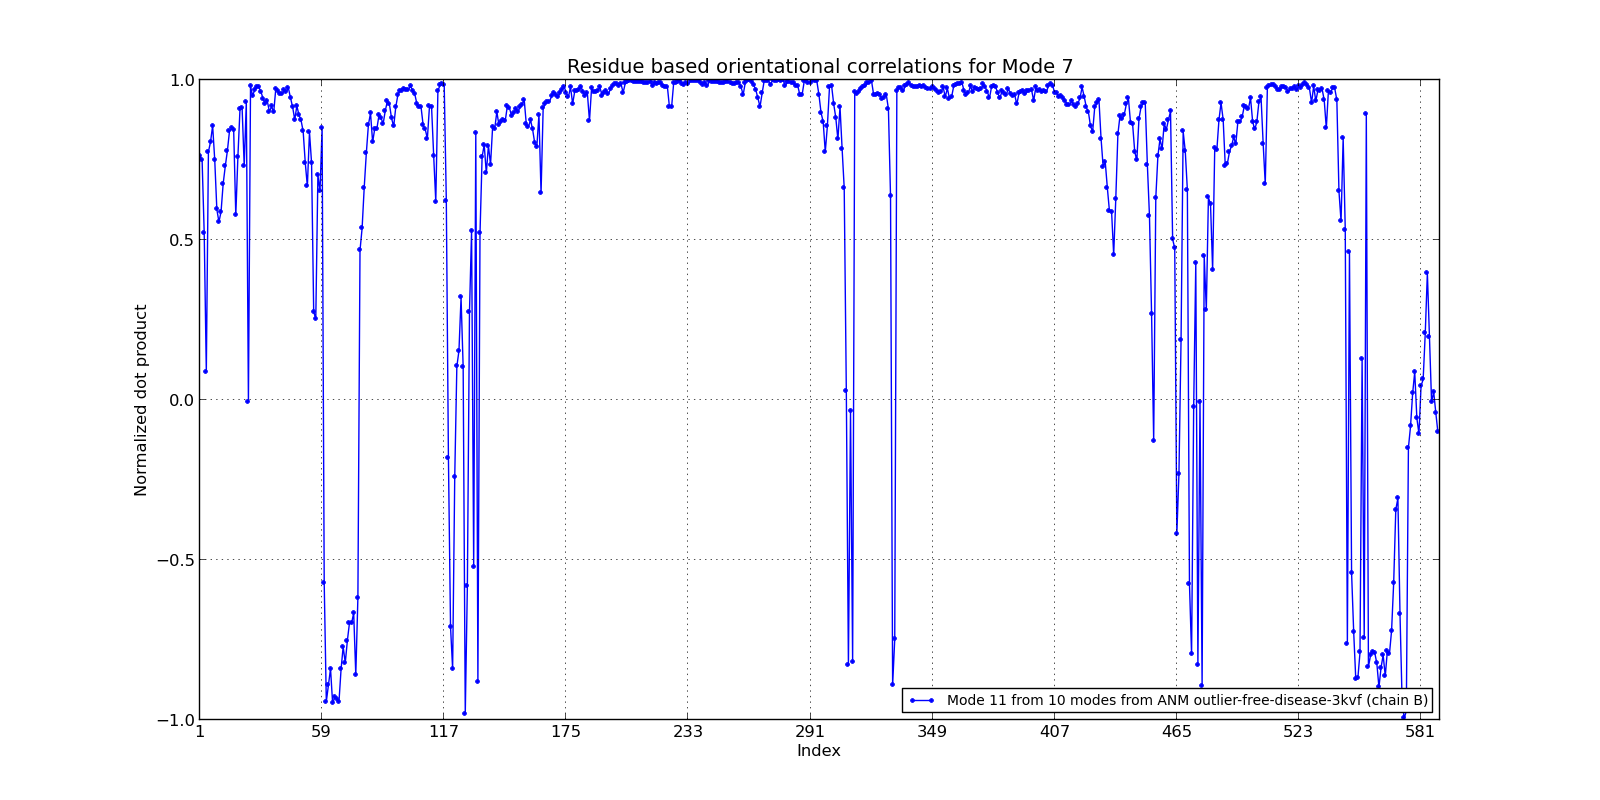 Residue based orientational correlations for Mode 7
1.0
0.5
0.0
−0.5
−1.0
Normalized dot product
Mode 11 from 10 modes from ANM outlier-free-disease-3kvf (chain B)
1 59 117 175 233 291 349 407 465 523 581
Index